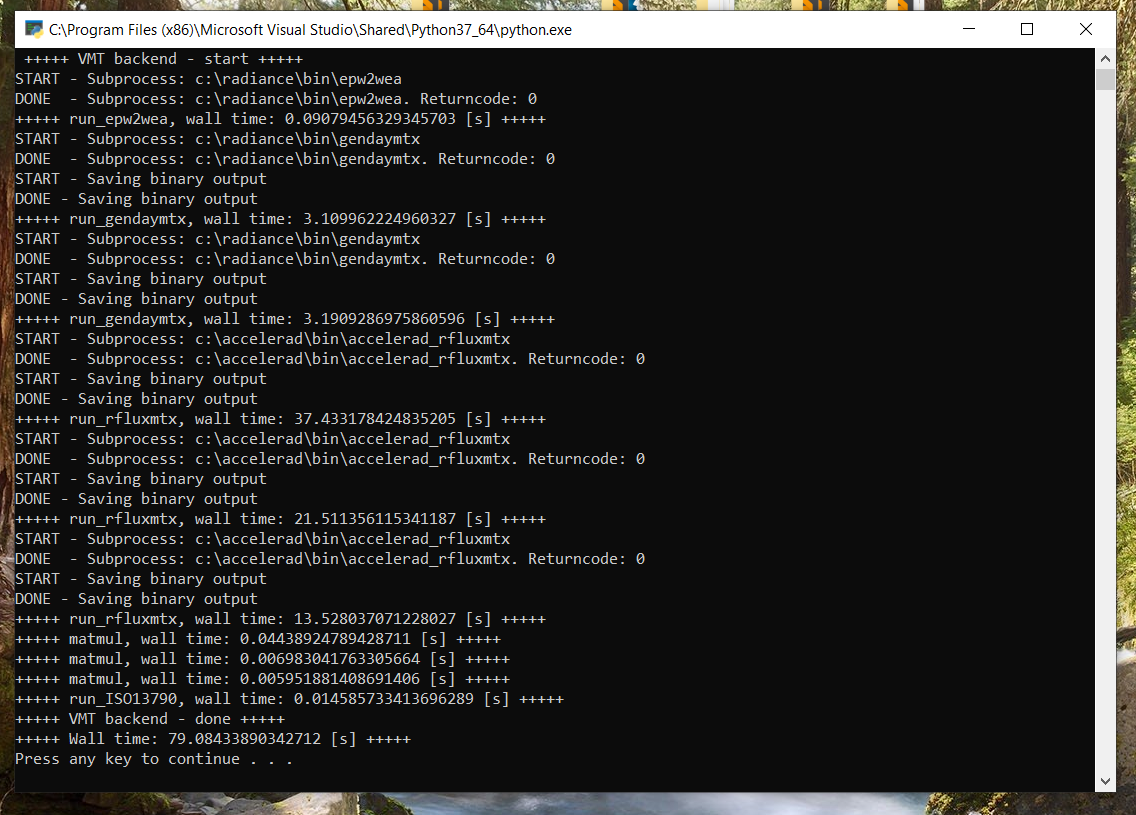 C:\Program Files (x86)\Microsoft Visual Studio\Shared\Python37_64\python.exe
+++++ VMT backend - start +++++
START - Subprocess: c:\radiance\bin\epw2wea
DONE  - Subprocess: c:\radiance\bin\epw2wea. Returncode: 0
+++++ run_epw2wea, wall time: 0.09079456329345703 [s] +++++
START - Subprocess: c:\radiance\bin\gendaymtx
DONE  - Subprocess: c:\radiance\bin\gendaymtx. Returncode: 0
START - Saving binary output
DONE - Saving binary output
+++++ run_gendaymtx, wall time: 3.109962224960327 [s] +++++
START - Subprocess: c:\radiance\bin\gendaymtx
DONE  - Subprocess: c:\radiance\bin\gendaymtx. Returncode: 0
START - Saving binary output
DONE - Saving binary output
+++++ run_gendaymtx, wall time: 3.1909286975860596 [s] +++++
START - Subprocess: c:\accelerad\bin\accelerad_rfluxmtx
DONE  - Subprocess: c:\accelerad\bin\accelerad_rfluxmtx. Returncode: 0
START - Saving binary output
DONE - Saving binary output
+++++ run_rfluxmtx, wall time: 37.433178424835205 [s] +++++
START - Subprocess: c:\accelerad\bin\accelerad_rfluxmtx
DONE  - Subprocess: c:\accelerad\bin\accelerad_rfluxmtx. Returncode: 0
START - Saving binary output
DONE - Saving binary output
+++++ run_rfluxmtx, wall time: 21.511356115341187 [s] +++++
START - Subprocess: c:\accelerad\bin\accelerad_rfluxmtx
DONE  - Subprocess: c:\accelerad\bin\accelerad_rfluxmtx. Returncode: 0
START - Saving binary output
DONE - Saving binary output
+++++ run_rfluxmtx, wall time: 13.528037071228027 [s] +++++
+++++ matmul, wall time: 0.04438924789428711 [s] +++++
+++++ matmul, wall time: 0.006983041763305664 [s] +++++
+++++ matmul, wall time: 0.005951881408691406 [s] +++++
+++++ run_ISO13790, wall time: 0.014585733413696289 [s] +++++
+++++ VMT backend - done +++++
+++++ Wall time: 79.08433890342712 [s] +++++
Press any key to continue . . .